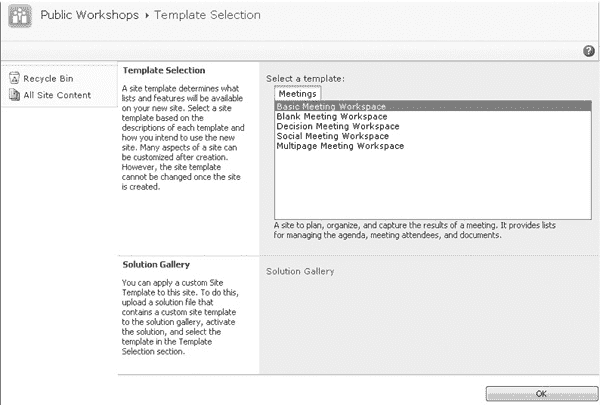 Public Workshops ▸ Template Selection
Recycle Bin
All Site Content
Template Selection
A site template determines what
lists and features will be available
on your new site. Select a site
template based on the
descriptions of each template and
how you intend to use the new
site. Many aspects of a site can
be customized after creation.
However, the site template
cannot be changed once the site
is created.
Select a template:
Meetings
Basic Meeting Workspace
Blank Meeting Workspace
Decision Meeting Workspace
Social Meeting Workspace
Multipage Meeting Workspace
A site to plan, organize, and capture the results of a meeting. It provides lists
for managing the agenda, meeting attendees, and documents.
Solution Gallery
You can apply a custom Site
Template to this site. To do this,
upload a solution file that
contains a custom site template
to the solution gallery, activate
the solution, and select the
template in the Template
Selection section.
Solution Gallery
OK